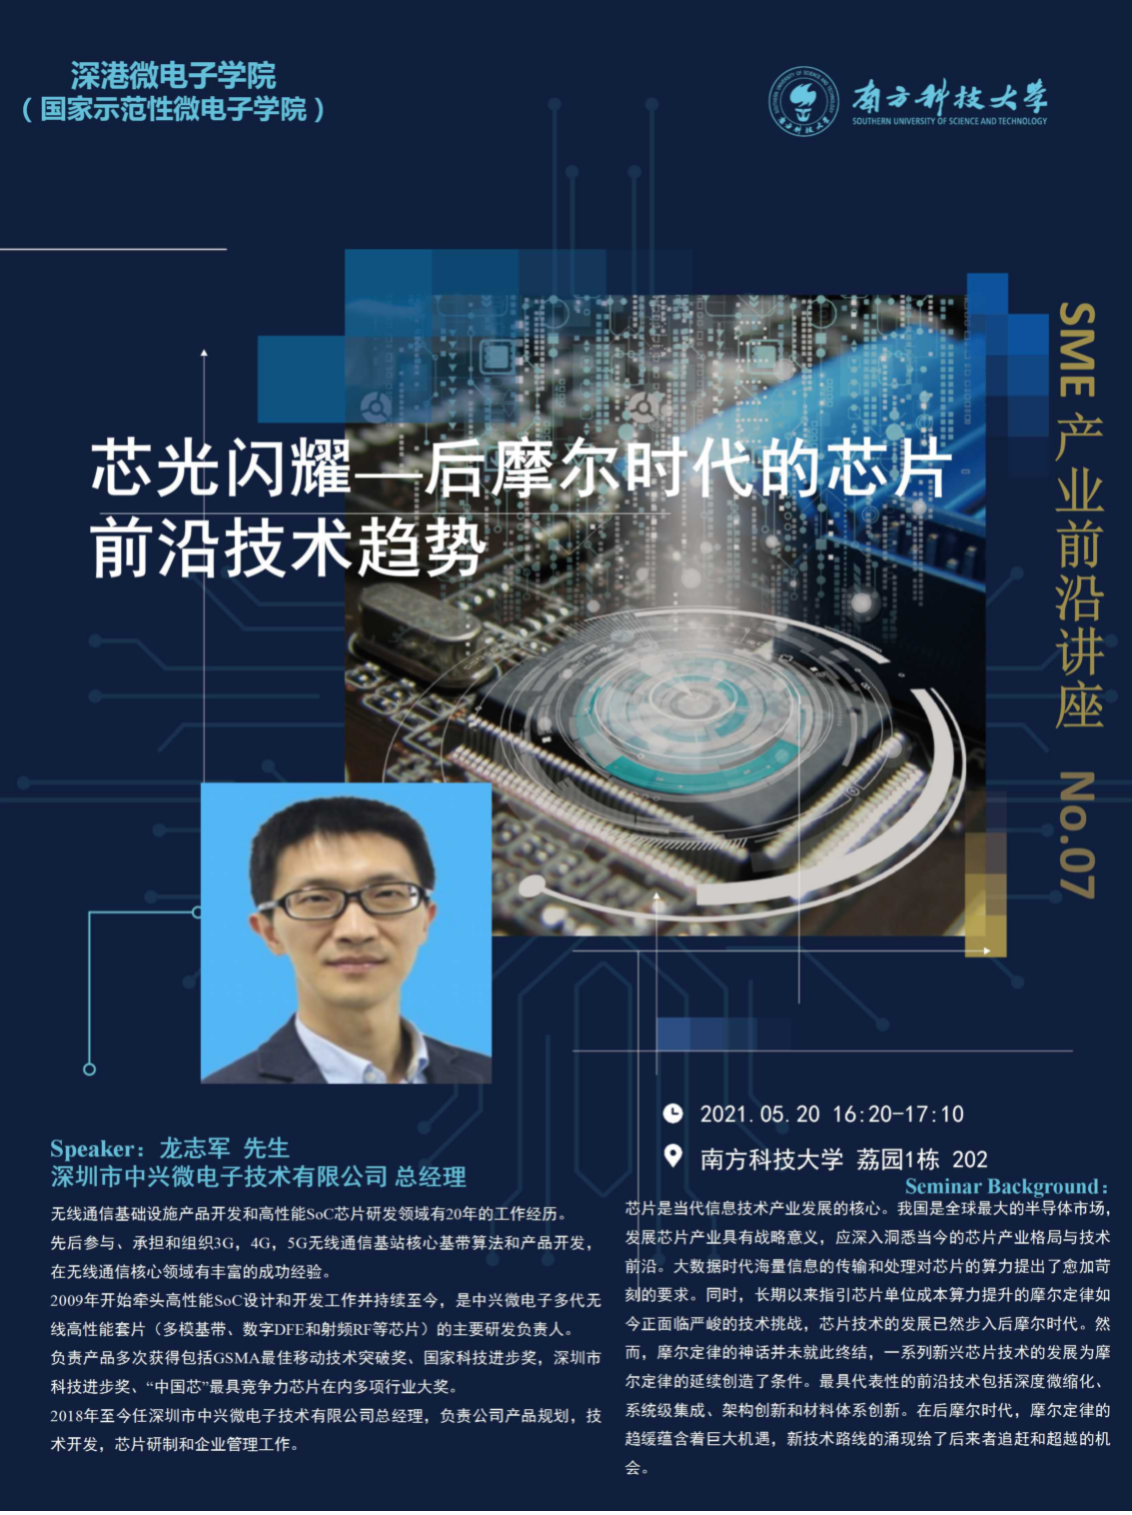 深港微电子学院
（国家示范性微电子学院）
南方科技大学
SOUTHERN UNIVERSITY OF SCIENCE AND TECHNOLOGY
SME 产业前沿讲座 No.07
芯光闪耀—后摩尔时代的芯片
前沿技术趋势
2021.05.20 16:20-17:10
南方科技大学 荔园1栋 202
Speaker：龙志军 先生
深圳市中兴微电子技术有限公司 总经理
无线通信基础设施产品开发和高性能SoC芯片研发领域有20年的工作经历。
先后参与、承担和组织3G，4G，5G无线通信基站核心基带算法和产品开发，
在无线通信核心领域有丰富的成功经验。
2009年开始牵头高性能SoC设计和开发工作并持续至今，是中兴微电子多代无
线高性能套片（多模基带、数字DFE和射频RF等芯片）的主要研发负责人。
负责产品多次获得包括GSMA最佳移动技术突破奖、国家科技进步奖，深圳市
科技进步奖、“中国芯”最具竞争力芯片在内多项行业大奖。
2018年至今任深圳市中兴微电子技术有限公司总经理，负责公司产品规划，技
术开发，芯片研制和企业管理工作。
Seminar Background：
芯片是当代信息技术产业发展的核心。我国是全球最大的半导体市场，
发展芯片产业具有战略意义，应深入洞悉当今的芯片产业格局与技术
前沿。大数据时代海量信息的传输和处理对芯片的算力提出了愈加苛
刻的要求。同时，长期以来指引芯片单位成本算力提升的摩尔定律如
今正面临严峻的技术挑战，芯片技术的发展已然步入后摩尔时代。然
而，摩尔定律的神话并未就此终结，一系列新兴芯片技术的发展为摩
尔定律的延续创造了条件。最具代表性的前沿技术包括深度微缩化、
系统级集成、架构创新和材料体系创新。在后摩尔时代，摩尔定律的
趋缓蕴含着巨大机遇，新技术路线的涌现给了后来者追赶和超越的机
会。